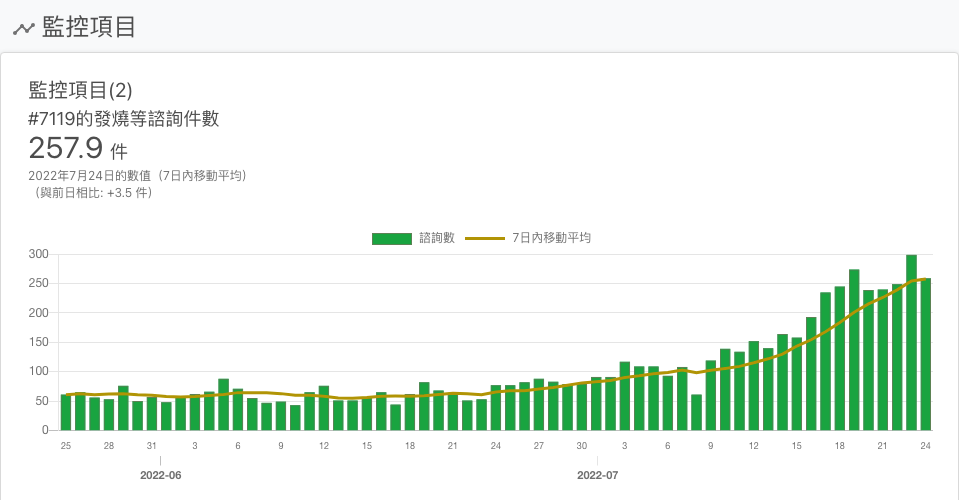 監控項目
監控項目(2)
#7119的發燒等諮詢件數
257.9 件
2022年7月24日的數值（7日內移動平均）
（與前日相比: +3.5 件）
諮詢數 7日內移動平均
300
250
200
150
100
50
0
25 28 31 3 6 9 12 15 18 21 24 27 30 3 6 9 12 15 18 21 24
2022-06 2022-07